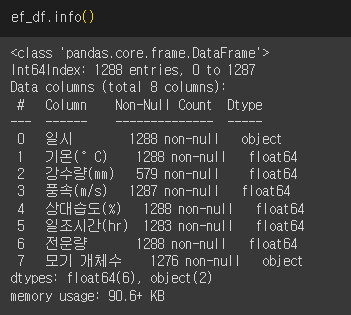 ef_df.info()
<class 'pandas.core.frame.DataFrame'>
Int64Index: 1288 entries, 0 to 1287
Data columns (total 8 columns):
 #   Column    Non-Null Count  Dtype
---  ------    --------------  -----
 0   일시        1288 non-null   object
 1   기온(° C)    1288 non-null   float64
 2   강수량(mm)   579 non-null   float64
 3   풍속(m/s)   1287 non-null   float64
 4   상대습도(%)   1288 non-null   float64
 5   일조시간(hr)  1283 non-null   float64
 6   전운량       1288 non-null   float64
 7   모기 개체수    1276 non-null   object
dtypes: float64(6), object(2)
memory usage: 90.6+ KB